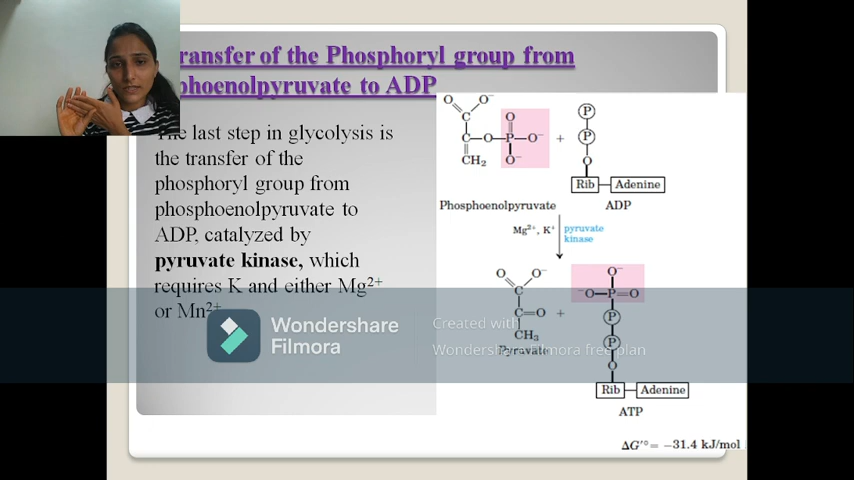 ransfer of the Phosphoryl group from
phoenolpyruvate to ADP
The last step in glycolysis is
the transfer of the
phosphoryl group from
phosphoenolpyruvate to
ADP, catalyzed by
pyruvate kinase, which
requires K and either Mg2+
or Mn2+
O O−
C
C—O—P—O−
O
CH2 O−
+
P
P
O
Rib Adenine
Phosphoenolpyruvate ADP
Mg2+, K+ pyruvate
kinase
O O−
C
C=O
CH3
Pyruvate
+
O−
−O—P=O
P
P
O
Rib Adenine
ATP
ΔG′° = −31.4 kJ/mol
Wondershare
Filmora
Created with
Wondershare Filmora free plan